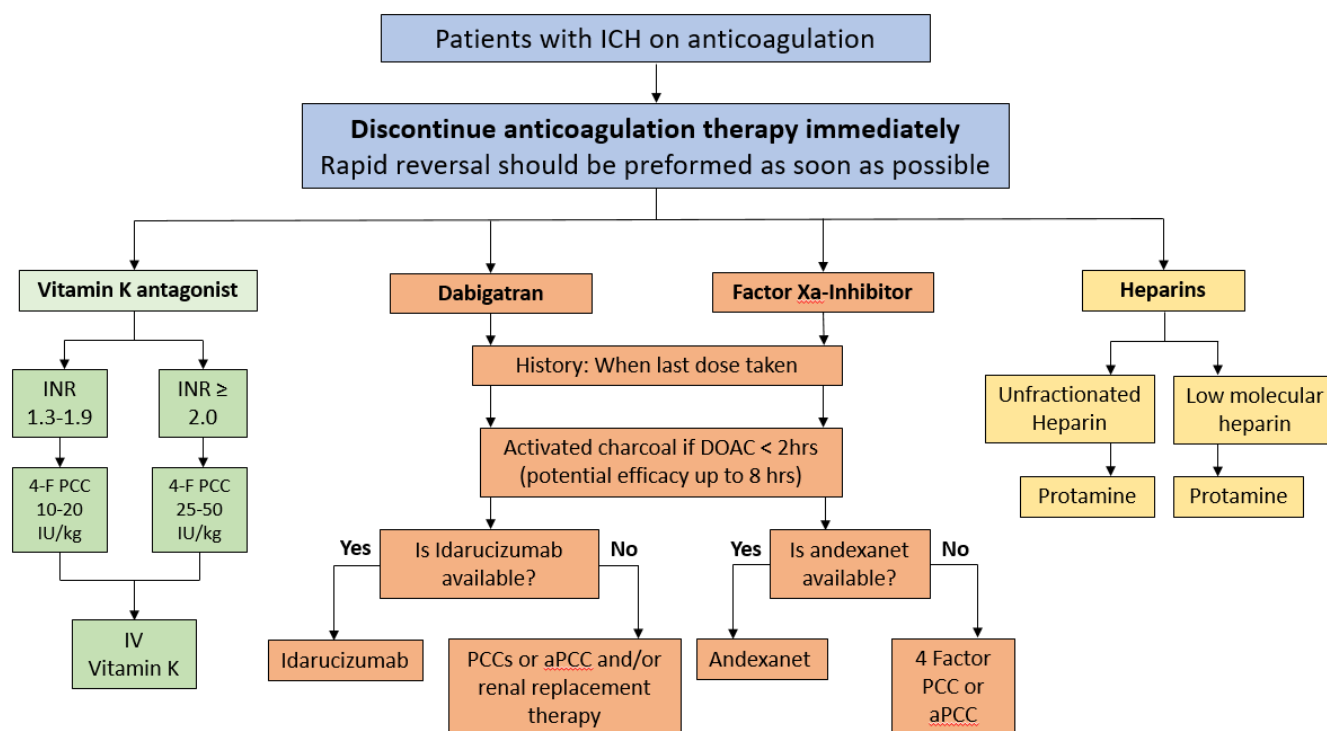 Patients with ICH on anticoagulation
Discontinue anticoagulation therapy immediately
Rapid reversal should be preformed as soon as possible
Vitamin K antagonist
Dabigatran
Factor Xa-Inhibitor
Heparins
INR
1.3-1.9
INR ≥
2.0
History: When last dose taken
Unfractionated
Heparin
Low molecular
heparin
4-F PCC
10-20
IU/kg
4-F PCC
25-50
IU/kg
Activated charcoal if DOAC < 2hrs
(potential efficacy up to 8 hrs)
Protamine
Protamine
Yes
Is Idarucizumab
available?
No
Yes
Is andexanet
available?
No
IV
Vitamin K
Idarucizumab
PCCs or aPCC and/or
renal replacement
therapy
Andexanet
4 Factor
PCC or
aPCC